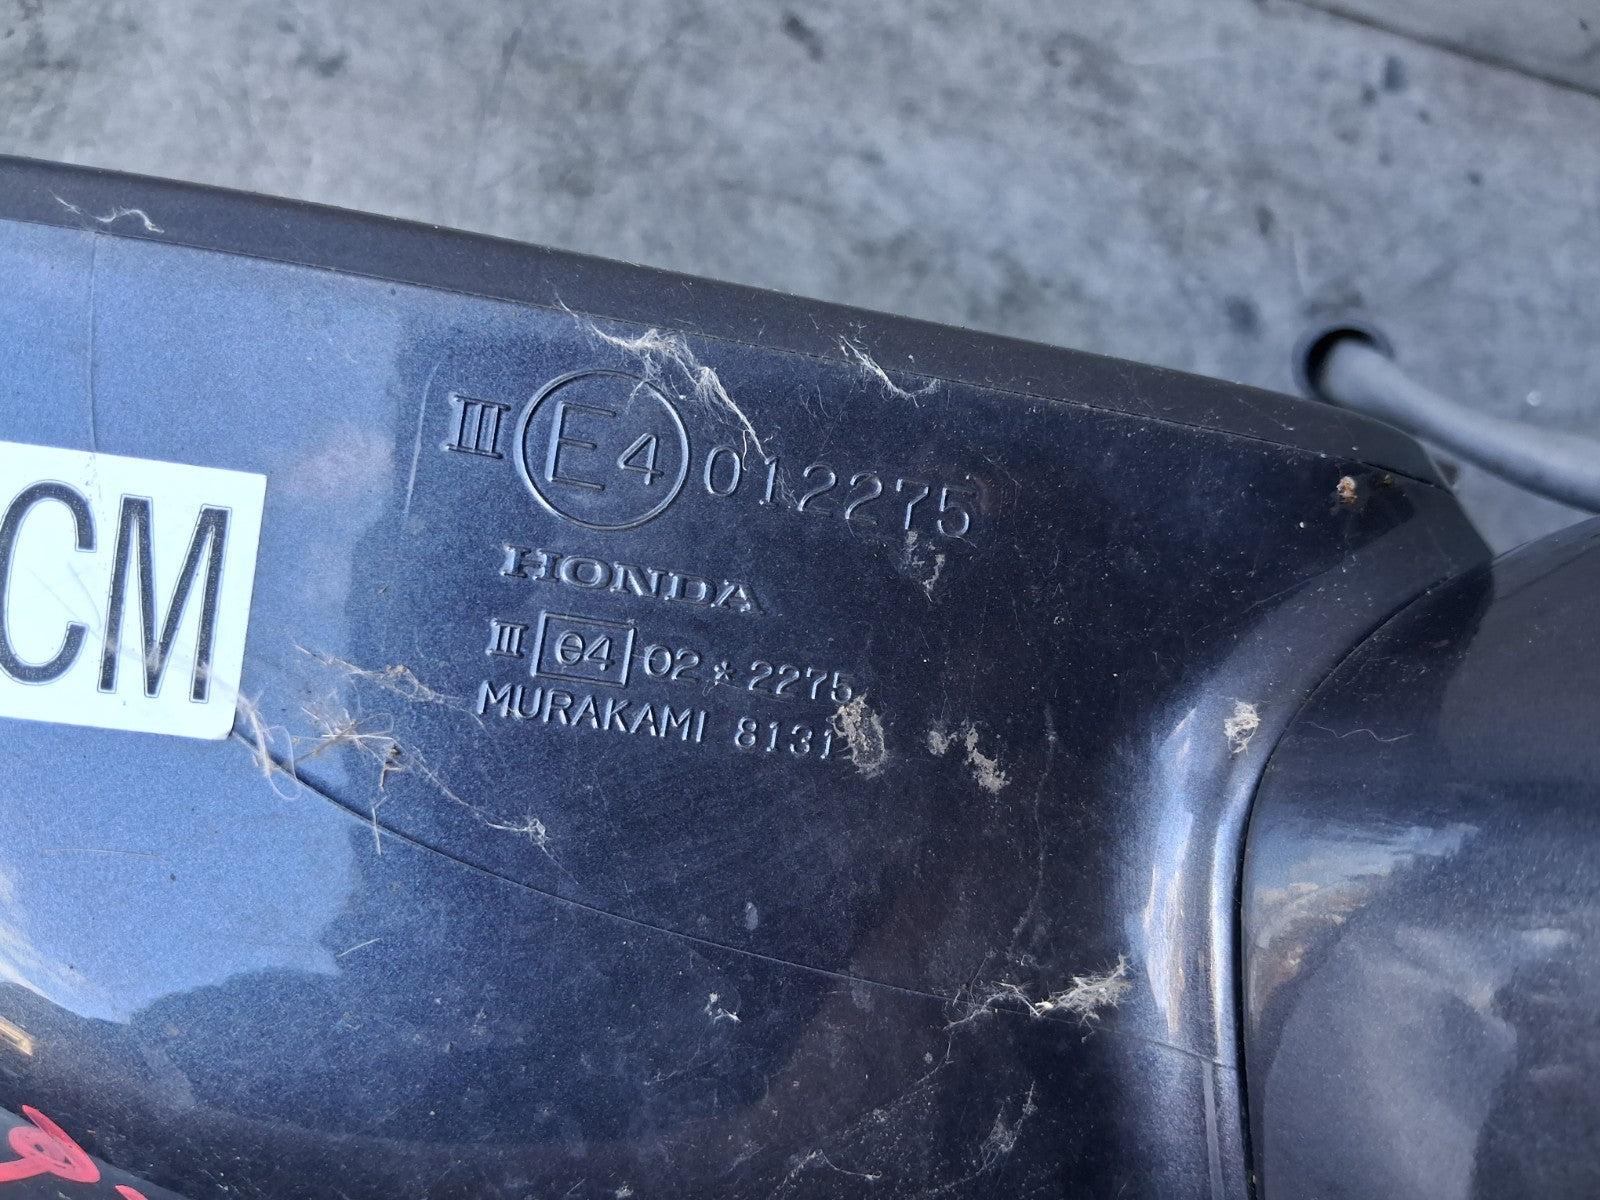 III E4 012275
HONDA
III e4 02*2275
MURAKAMI 8131
CM